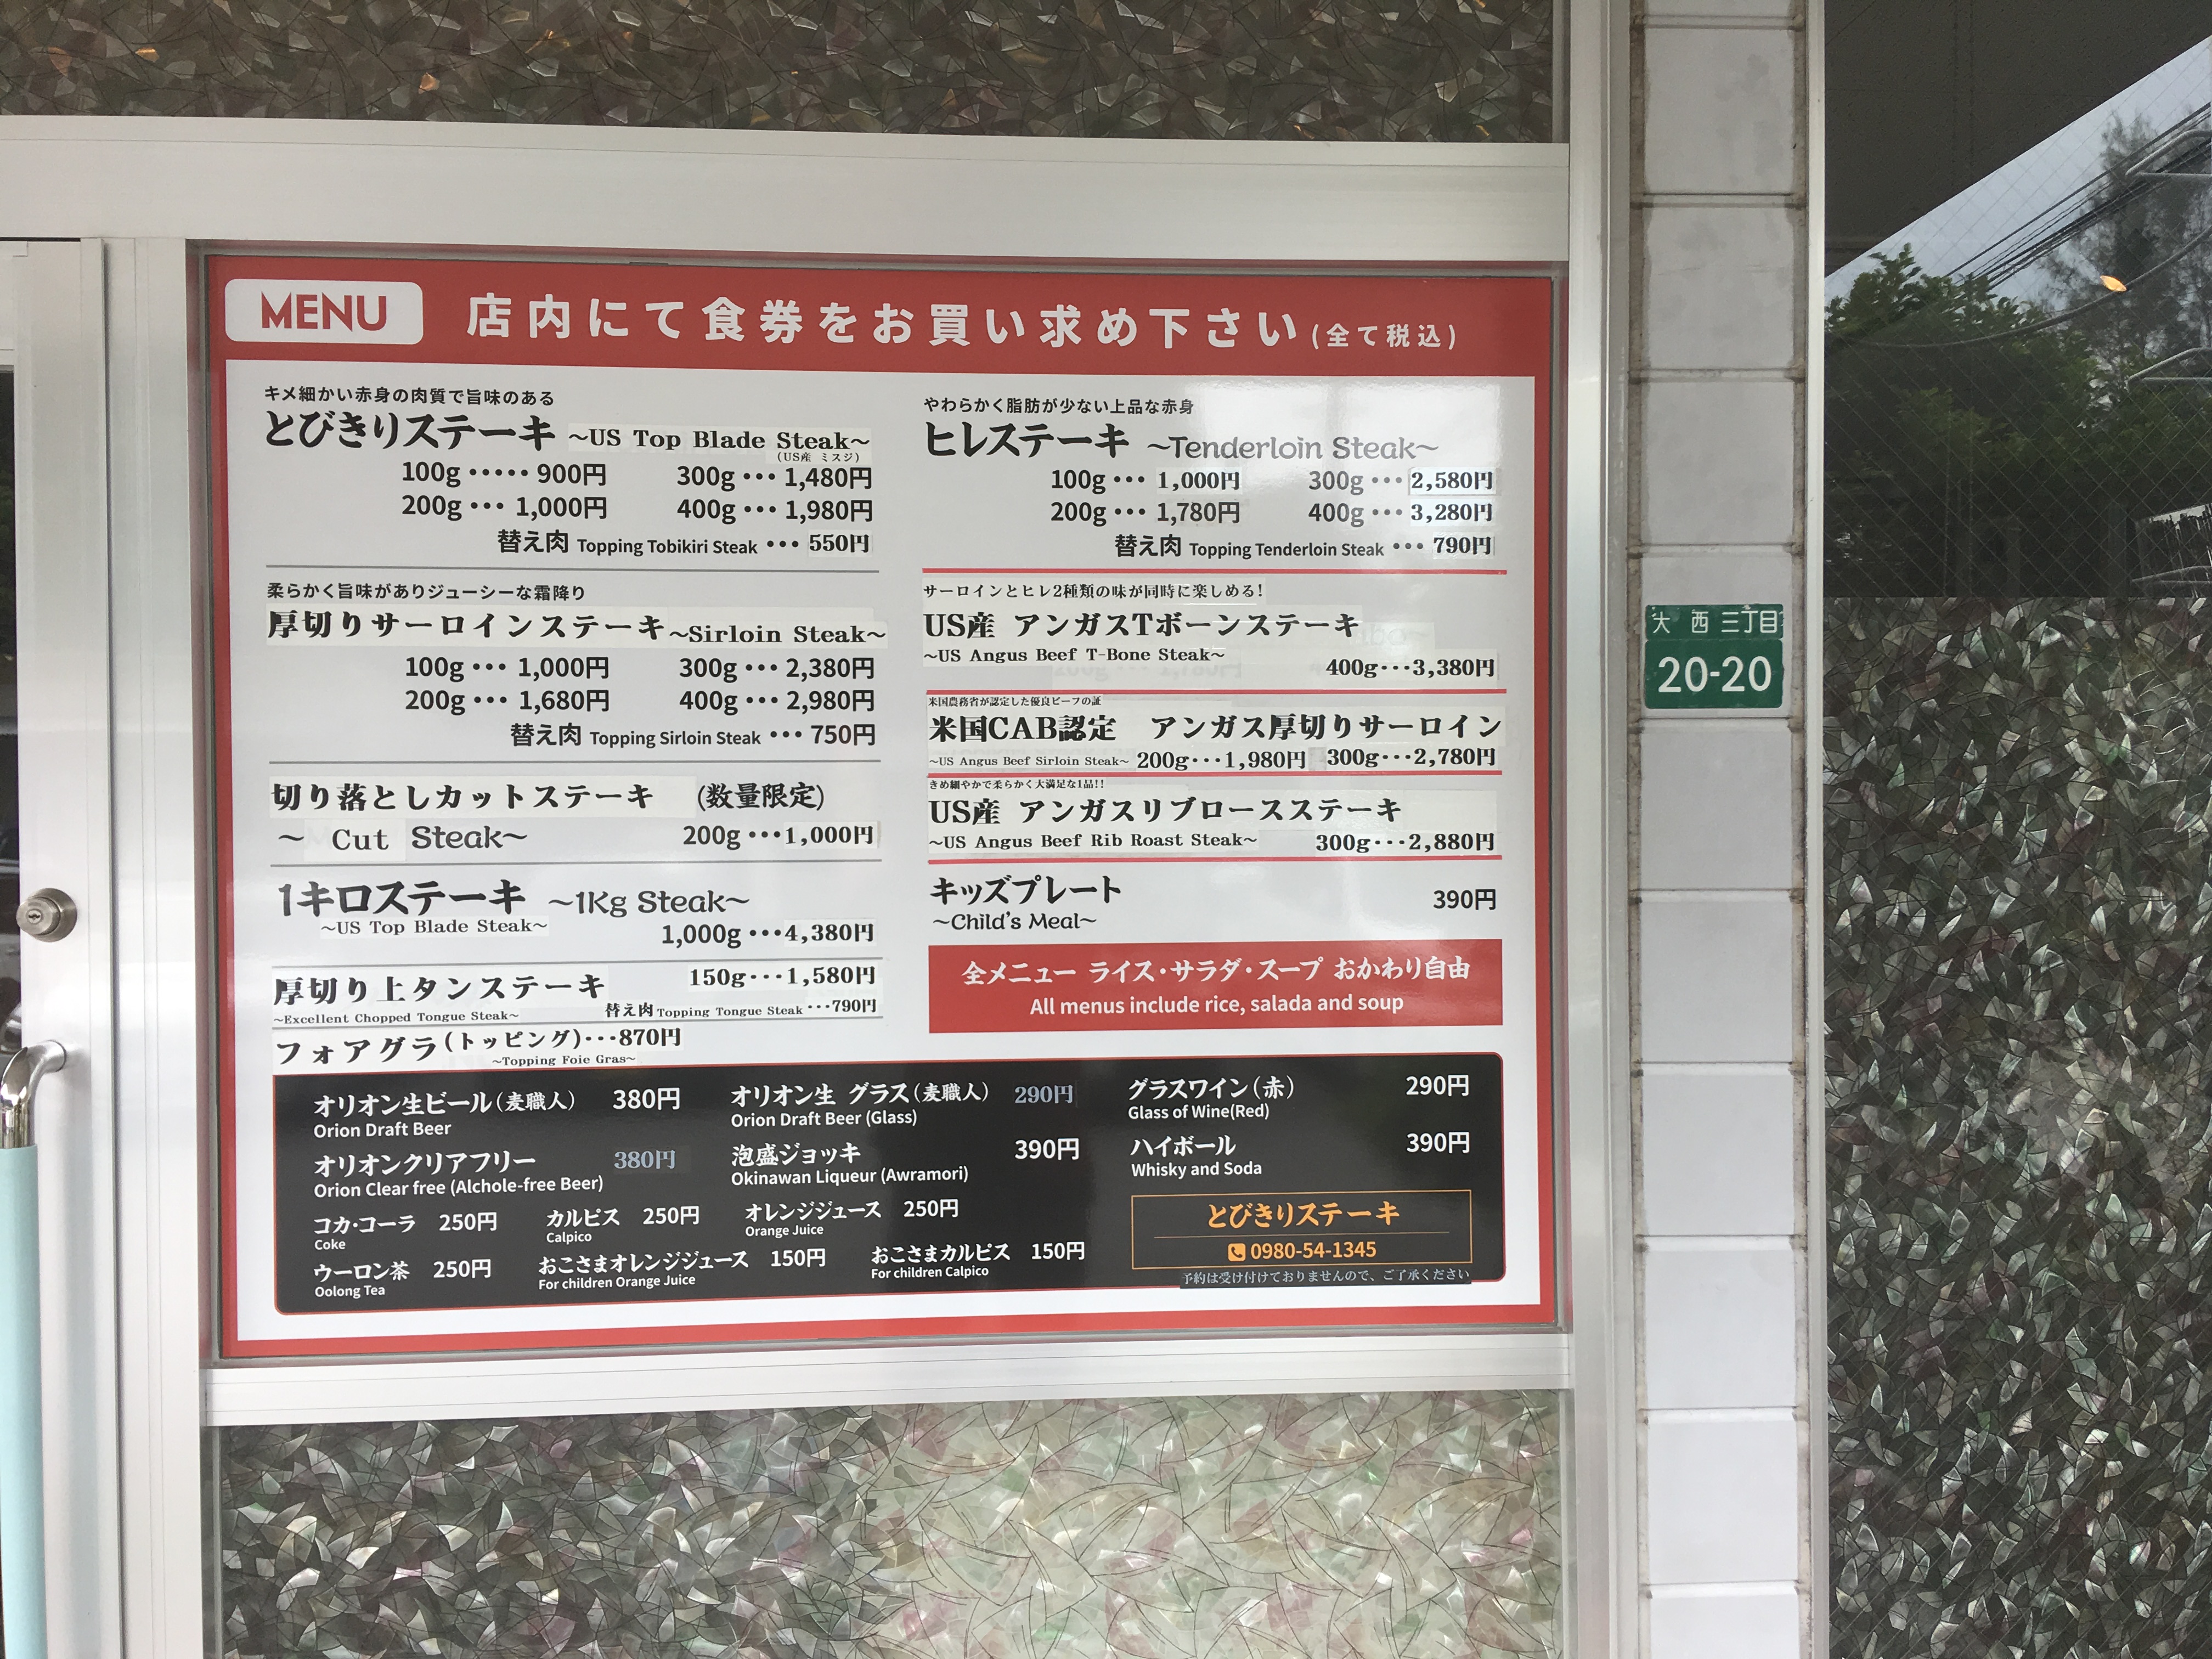 MENU 店内にて食券をお買い求め下さい(全て税込)
キメ細かい赤身の肉質で旨味のある
とびきりステーキ ～US Top Blade Steak～
(US産 ミスジ)
100g ・・・・・ 900円 300g ・・・ 1,480円
200g ・・・ 1,000円 400g ・・・ 1,980円
替え肉 Topping Tobikiri Steak ・・・ 550円
柔らかく旨味がありジューシーな霜降り
厚切りサーロインステーキ ～Sirloin Steak～
100g ・・・ 1,000円 300g ・・・ 2,380円
200g ・・・ 1,680円 400g ・・・ 2,980円
替え肉 Topping Sirloin Steak ・・・ 750円
切り落としカットステーキ (数量限定)
～ Cut Steak～ 200g ・・・1,000円
1キロステーキ ～1Kg Steak～
～US Top Blade Steak～
1,000g ・・・4,380円
厚切り上タンステーキ 150g・・・1,580円
～Excellent Chopped Tongue Steak～ 替え肉 Topping Tongue Steak ・・・790円
フォアグラ(トッピング)・・・870円
～Topping Foie Gras～
やわらかく脂肪が少ない上品な赤身
ヒレステーキ ～Tenderloin Steak～
100g ・・・ 1,000円 300g ・・・ 2,580円
200g ・・・ 1,780円 400g ・・・ 3,280円
替え肉 Topping Tenderloin Steak ・・・ 790円
サーロインとヒレ2種類の味が同時に楽しめる!
US産 アンガスTボーンステーキ
～US Angus Beef T-Bone Steak～ 400g・・・3,380円
米国農務省が認定した優良ビーフの証
米国CAB認定 アンガス厚切りサーロイン
～US Angus Beef Sirloin Steak～ 200g・・・1,980円 300g・・・2,780円
きめ細やかで柔らかく大満足な1品!!
US産 アンガスリブロースステーキ
～US Angus Beef Rib Roast Steak～ 300g・・・2,880円
キッズプレート 390円
～Child's Meal～
全メニュー ライス・サラダ・スープ おかわり自由
All menus include rice, salada and soup
オリオン生ビール(麦職人) 380円
Orion Draft Beer
オリオン生 グラス(麦職人) 290円
Orion Draft Beer (Glass)
グラスワイン(赤) 290円
Glass of Wine(Red)
オリオンクリアフリー 380円
Orion Clear free (Alchole-free Beer)
泡盛ジョッキ 390円
Okinawan Liqueur (Awramori)
ハイボール 390円
Whisky and Soda
コカ・コーラ 250円
Coke
カルピス 250円
Calpico
オレンジジュース 250円
Orange Juice
ウーロン茶 250円
Oolong Tea
おこさまオレンジジュース 150円
For children Orange Juice
おこさまカルピス 150円
For children Calpico
とびきりステーキ
0980-54-1345
予約は受け付けておりませんので、ご了承ください
大西三丁目
20-20